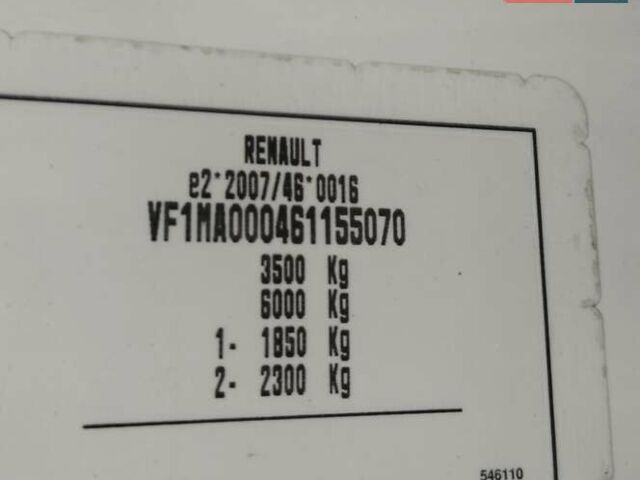 RENAULT
e2*2007/46*0016
VF1MA000461155070
3500 Kg
6000 Kg
1- 1850 Kg
2- 2300 Kg
546110